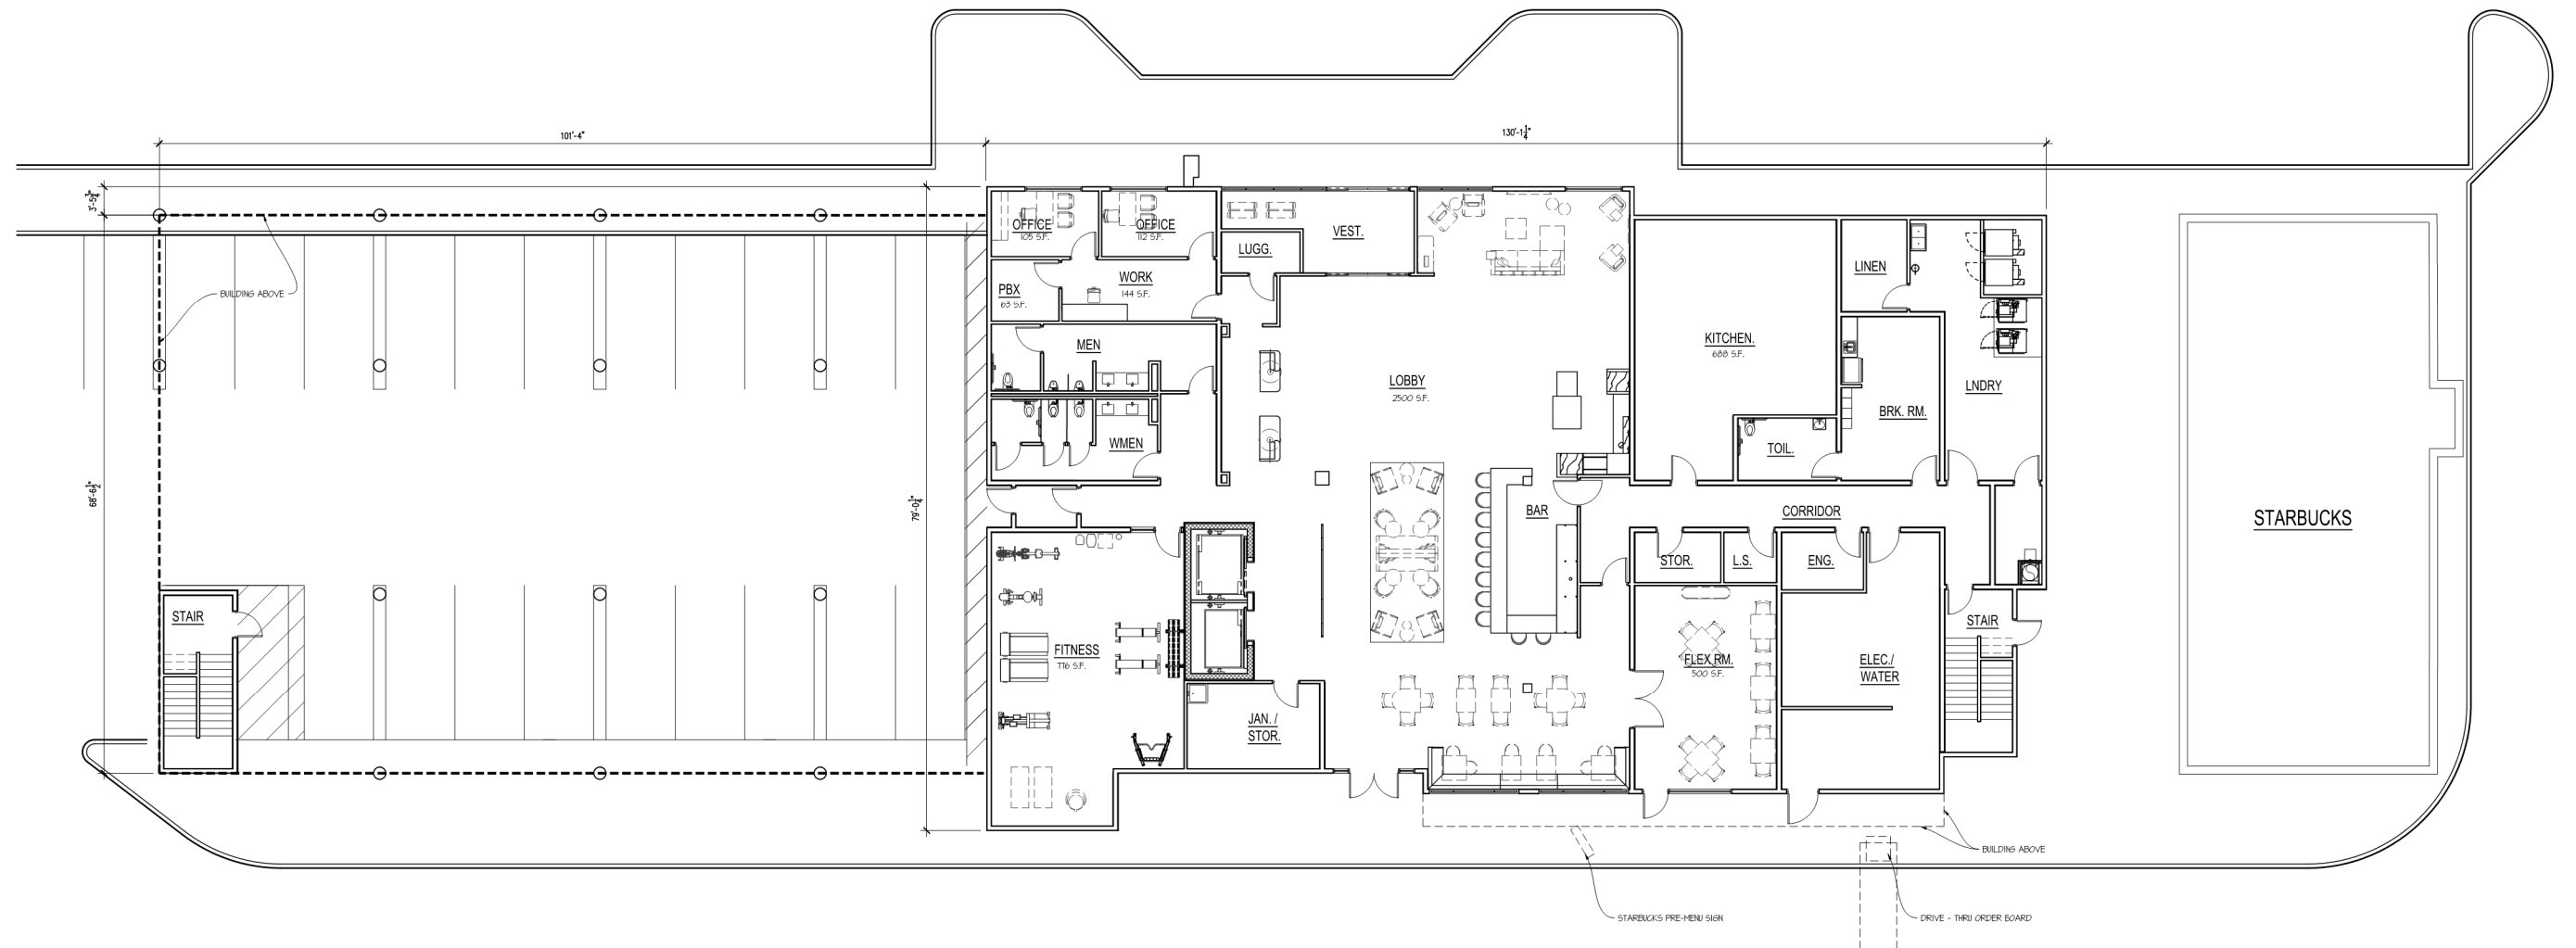 101'-4"
130'-1 1/4"
3'-5 3/4"
68'-6 1/2"
79'-0 1/4"
BUILDING ABOVE
OFFICE
105 S.F.
OFFICE
112 S.F.
VEST.
LUGG.
WORK
144 S.F.
PBX
63 S.F.
MEN
WMEN
LOBBY
2500 S.F.
KITCHEN.
688 S.F.
LINEN
LNDRY
BRK. RM.
TOIL.
BAR
CORRIDOR
STARBUCKS
STOR.
L.S.
ENG.
STAIR
STAIR
FITNESS
776 S.F.
FLEX RM.
500 S.F.
ELEC./
WATER
JAN. /
STOR.
BUILDING ABOVE
STARBUCKS PRE-MENU SIGN
DRIVE - THRU ORDER BOARD